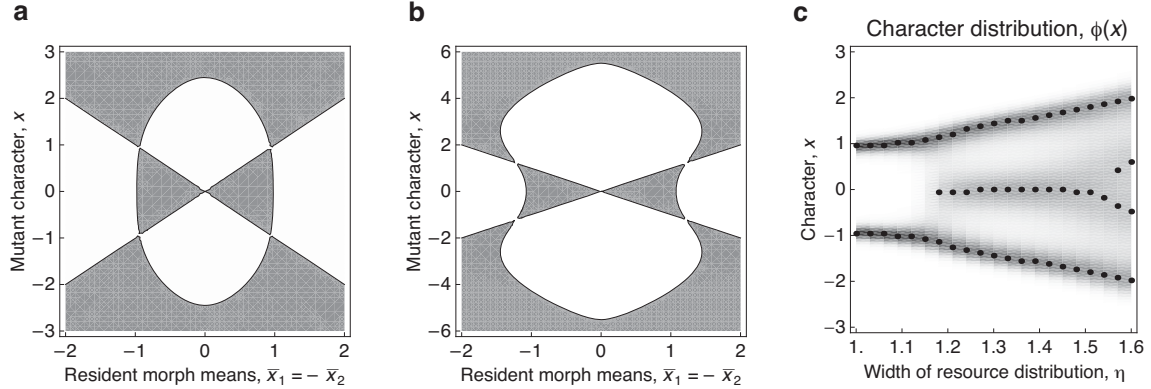 a
3
2
1
0
−1
−2
−3
−2 −1 0 1 2
Mutant character, x
Resident morph means, x̄1 = − x̄2
b
6
4
2
0
−2
−4
−6
−2 −1 0 1 2
Mutant character, x
Resident morph means, x̄1 = − x̄2
c
Character distribution, ϕ(x)
3
2
1
0
−1
−2
−3
1. 1.1 1.2 1.3 1.4 1.5 1.6
Character, x
Width of resource distribution, η